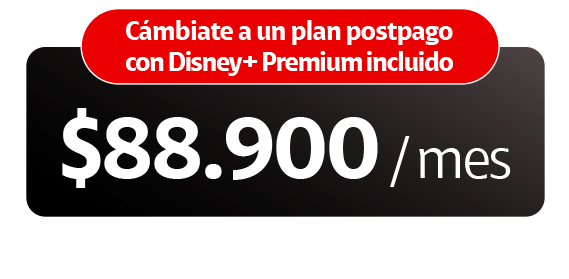 Cámbiate a un plan postpago
con Disney+ Premium incluido
$88.900 / mes